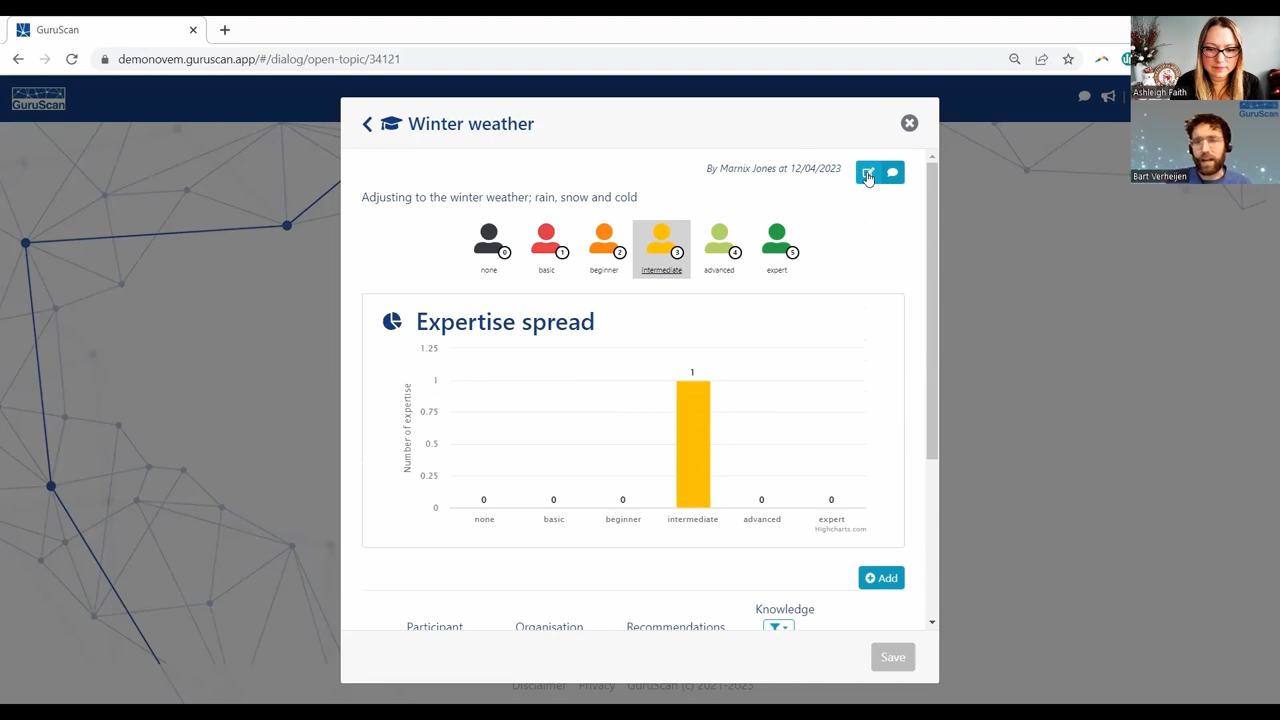 GuruScan
demonovem.guruscan.app/#/dialog/open-topic/34121
Ashleigh Faith
GuruScan
GuruScan
Bart Verheijen
Winter weather
By Marnix Jones at 12/04/2023
Adjusting to the winter weather; rain, snow and cold
0 1 2 3 4 5
none basic beginner intermediate advanced expert
Expertise spread
1.25
1
0.75
0.5
0.25
0
Number of expertise
0 0 0 1 0 0
none basic beginner intermediate advanced expert
Highcharts.com
Add
Knowledge
Participant Organisation Recommendations
Save
Disclaimer Privacy GuruScan (c) 2021-2023